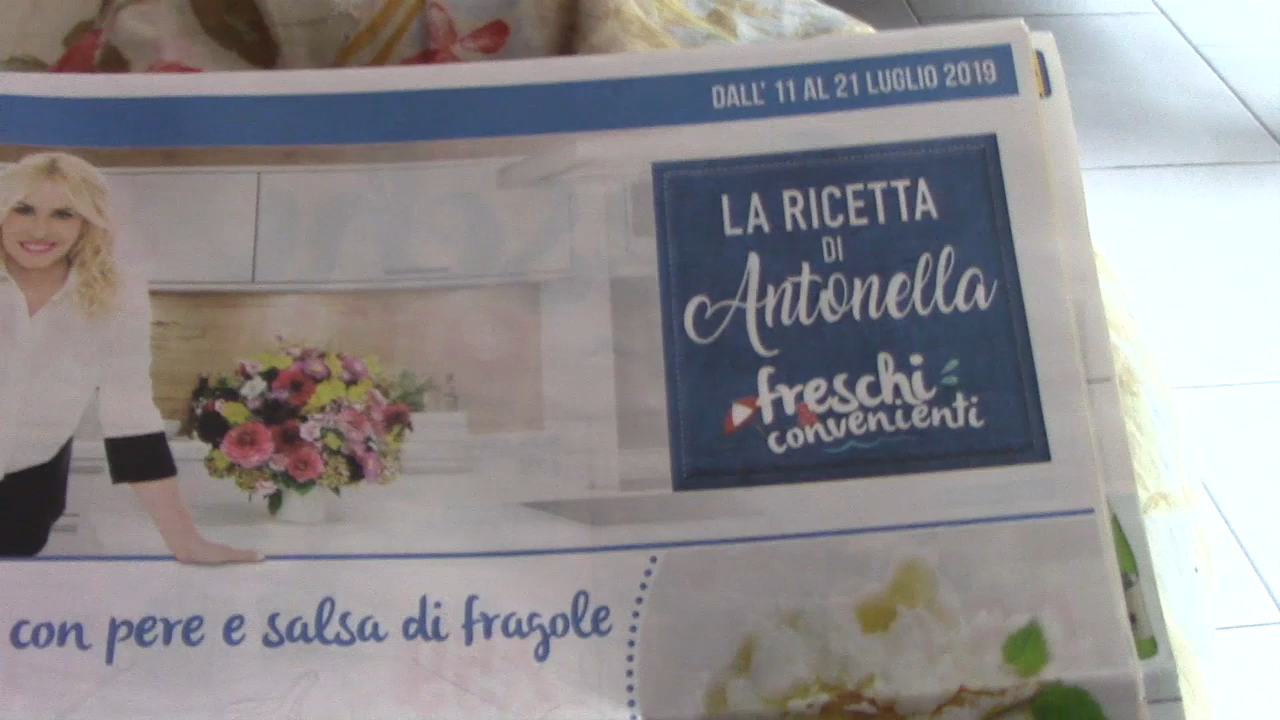 DALL' 11 AL 21 LUGLIO 2019
LA RICETTA
DI
Antonella
freschi
convenienti
con pere e salsa di fragole